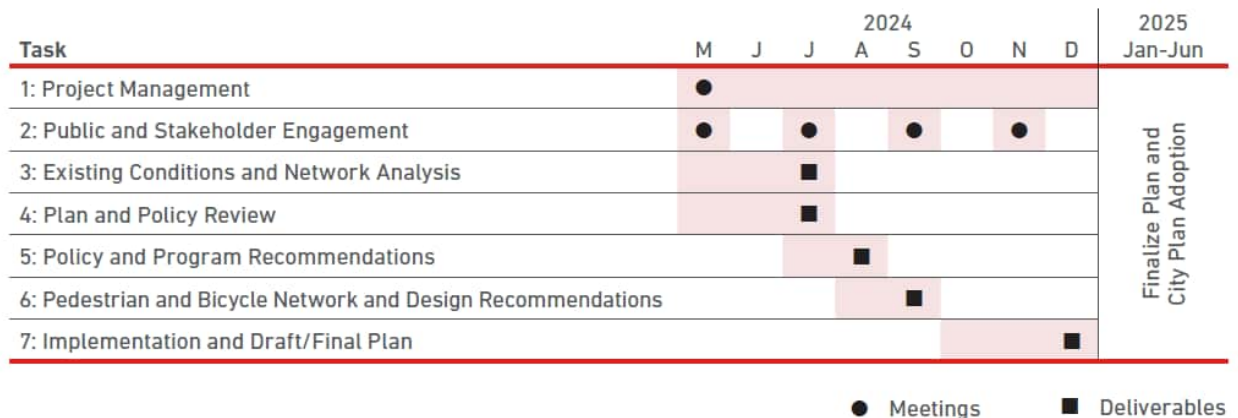 2024 2025
Task M J J A S O N D Jan-Jun
1: Project Management
2: Public and Stakeholder Engagement
3: Existing Conditions and Network Analysis
4: Plan and Policy Review
5: Policy and Program Recommendations
6: Pedestrian and Bicycle Network and Design Recommendations
7: Implementation and Draft/Final Plan
Finalize Plan and
City Plan Adoption
Meetings Deliverables